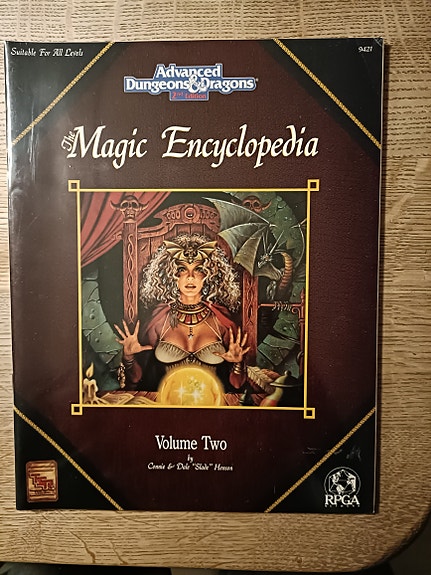 Suitable For All Levels
9421
Advanced
Dungeons & Dragons®
2nd Edition
The Magic Encyclopedia
Volume Two
by
Connie & Dale "Slade" Henson
TSR
RPGA